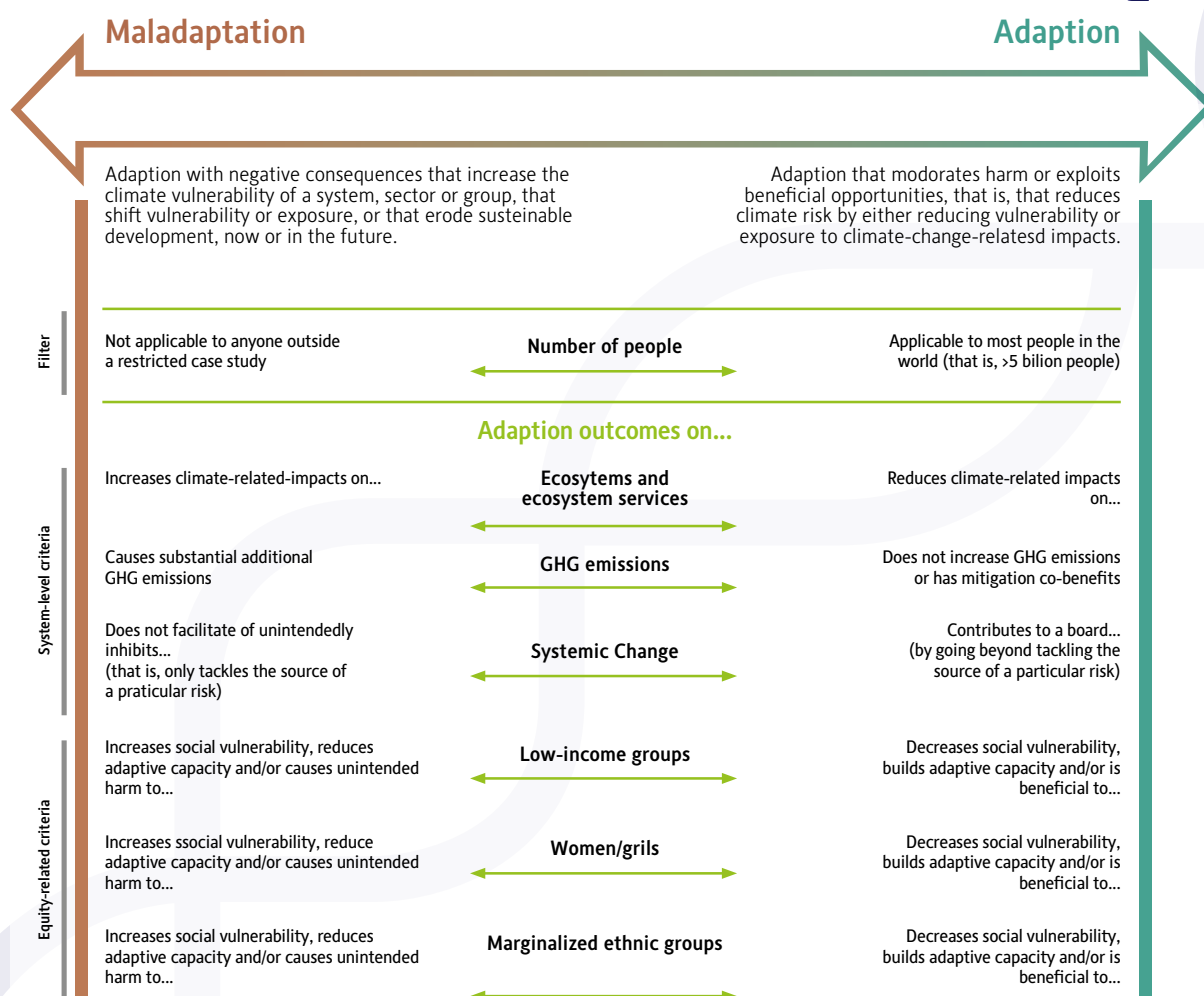 Maladaptation
Adaption
Adaption with negative consequences that increase the
climate vulnerability of a system, sector or group, that
shift vulnerability or exposure, or that erode susteinable
development, now or in the future.
Adaption that modorates harm or exploits
beneficial opportunities, that is, that reduces
climate risk by either reducing vulnerability or
exposure to climate-change-relatesd impacts.
Filter
Not applicable to anyone outside
a restricted case study
Number of people
Applicable to most people in the
world (that is, >5 bilion people)
Adaption outcomes on...
System-level criteria
Increases climate-related-impacts on...
Ecosytems and
ecosystem services
Reduces climate-related impacts
on...
Causes substantial additional
GHG emissions
GHG emissions
Does not increase GHG emissions
or has mitigation co-benefits
Does not facilitate of unintendedly
inhibits...
(that is, only tackles the source of
a praticular risk)
Systemic Change
Contributes to a board...
(by going beyond tackling the
source of a particular risk)
Equity-related criteria
Increases social vulnerability, reduces
adaptive capacity and/or causes unintended
harm to...
Low-income groups
Decreases social vulnerability,
builds adaptive capacity and/or is
beneficial to...
Increases ssocial vulnerability, reduce
adaptive capacity and/or causes unintended
harm to...
Women/grils
Decreases social vulnerability,
builds adaptive capacity and/or is
beneficial to...
Increases social vulnerability, reduces
adaptive capacity and/or causes unintended
harm to...
Marginalized ethnic groups
Decreases social vulnerability,
builds adaptive capacity and/or is
beneficial to...